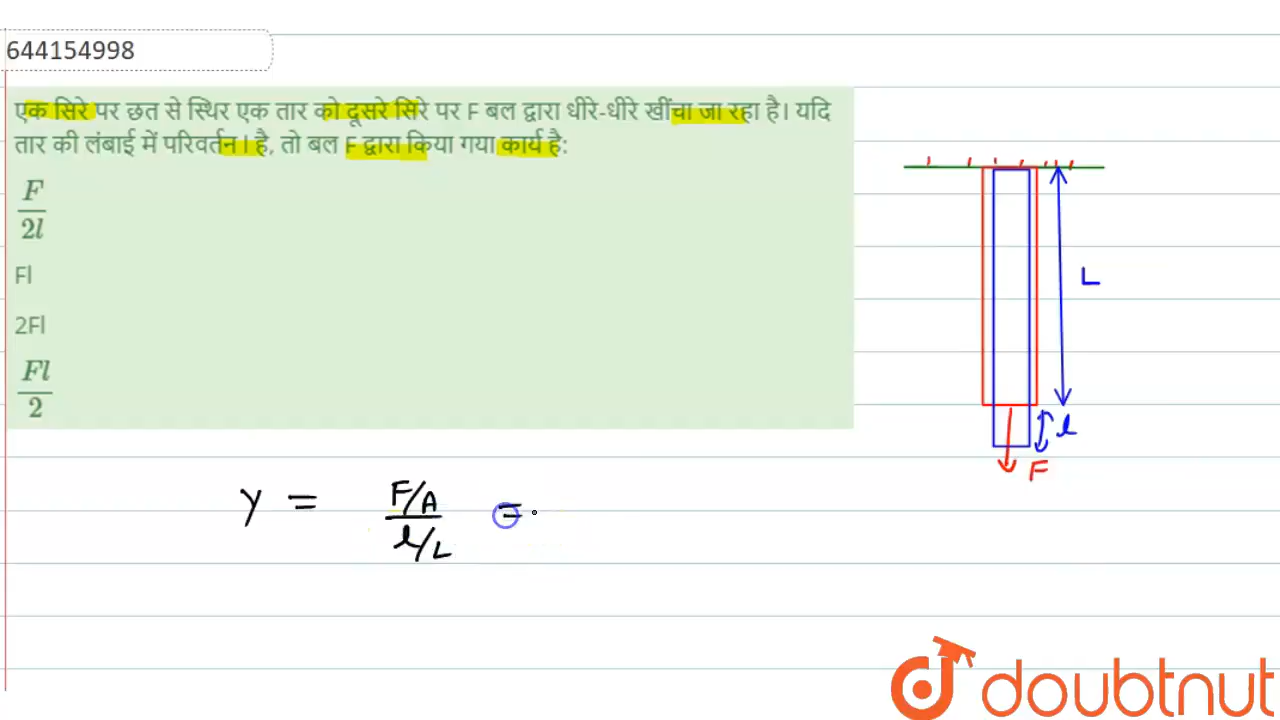 644154998
एक सिरे पर छत से स्थिर एक तार को दूसरे सिरे पर F बल द्वारा धीरे-धीरे खींचा जा रहा है। यदि
तार की लंबाई में परिवर्तन l है, तो बल F द्वारा किया गया कार्य है:
F
2l
Fl
2Fl
Fl
2
L
l
F
Y = F/A =
l/L
doubtnut